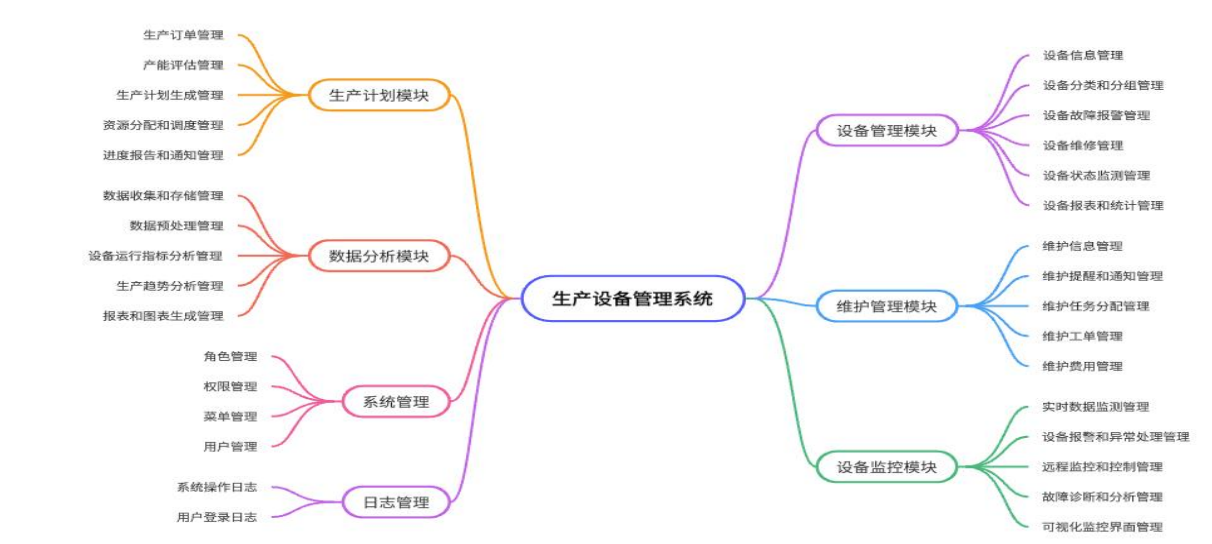 生产设备管理系统
生产计划模块
生产订单管理
产能评估管理
生产计划生成管理
资源分配和调度管理
进度报告和通知管理
数据分析模块
数据收集和存储管理
数据预处理管理
设备运行指标分析管理
生产趋势分析管理
报表和图表生成管理
系统管理
角色管理
权限管理
菜单管理
用户管理
日志管理
系统操作日志
用户登录日志
设备管理模块
设备信息管理
设备分类和分组管理
设备故障报警管理
设备维修管理
设备状态监测管理
设备报表和统计管理
维护管理模块
维护信息管理
维护提醒和通知管理
维护任务分配管理
维护工单管理
维护费用管理
设备监控模块
实时数据监测管理
设备报警和异常处理管理
远程监控和控制管理
故障诊断和分析管理
可视化监控界面管理